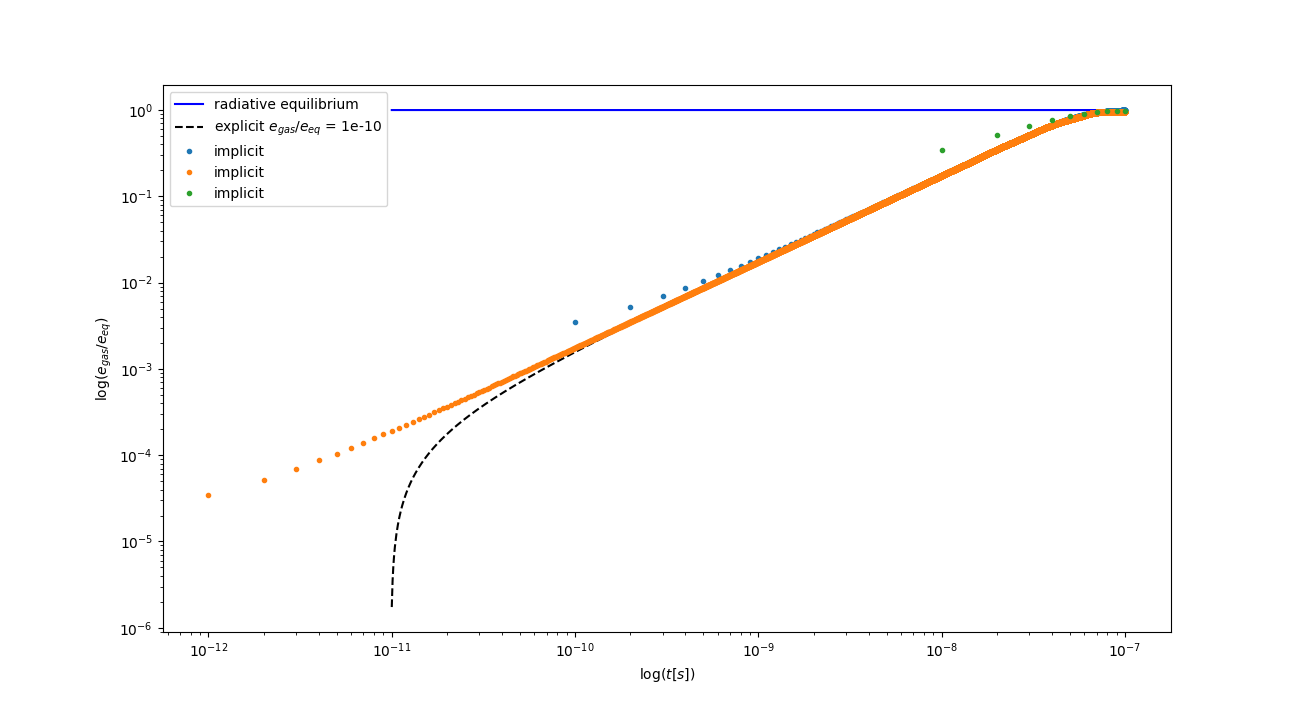 radiative equilibrium
explicit e_gas/e_eq = 1e-10
implicit
implicit
implicit
10^0
10^-1
10^-2
10^-3
10^-4
10^-5
10^-6
log(e_gas/e_eq)
10^-12 10^-11 10^-10 10^-9 10^-8 10^-7
log(t[s])